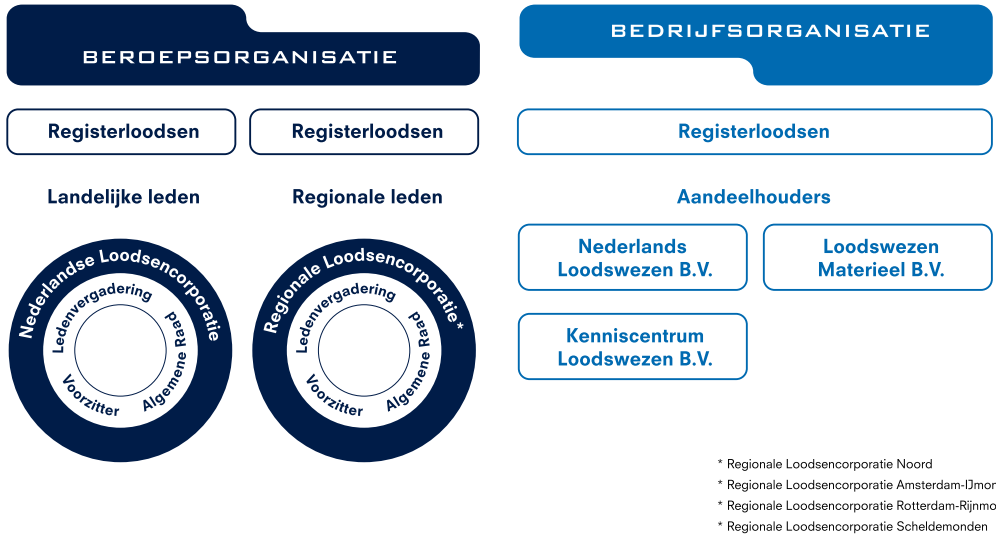 BEROEPSORGANISATIE
Registerloodsen
Registerloodsen
Landelijke leden
Regionale leden
Nederlandse Loodsencorporatie
Ledenvergadering
Algemene Raad
Voorzitter
Regionale Loodsencorporatie*
Ledenvergadering
Algemene Raad
Voorzitter
BEDRIJFSORGANISATIE
Registerloodsen
Aandeelhouders
Nederlands
Loodswezen B.V.
Loodswezen
Materieel B.V.
Kenniscentrum
Loodswezen B.V.
* Regionale Loodsencorporatie Noord
* Regionale Loodsencorporatie Amsterdam-IJmon
* Regionale Loodsencorporatie Rotterdam-Rijnmo
* Regionale Loodsencorporatie Scheldemonden